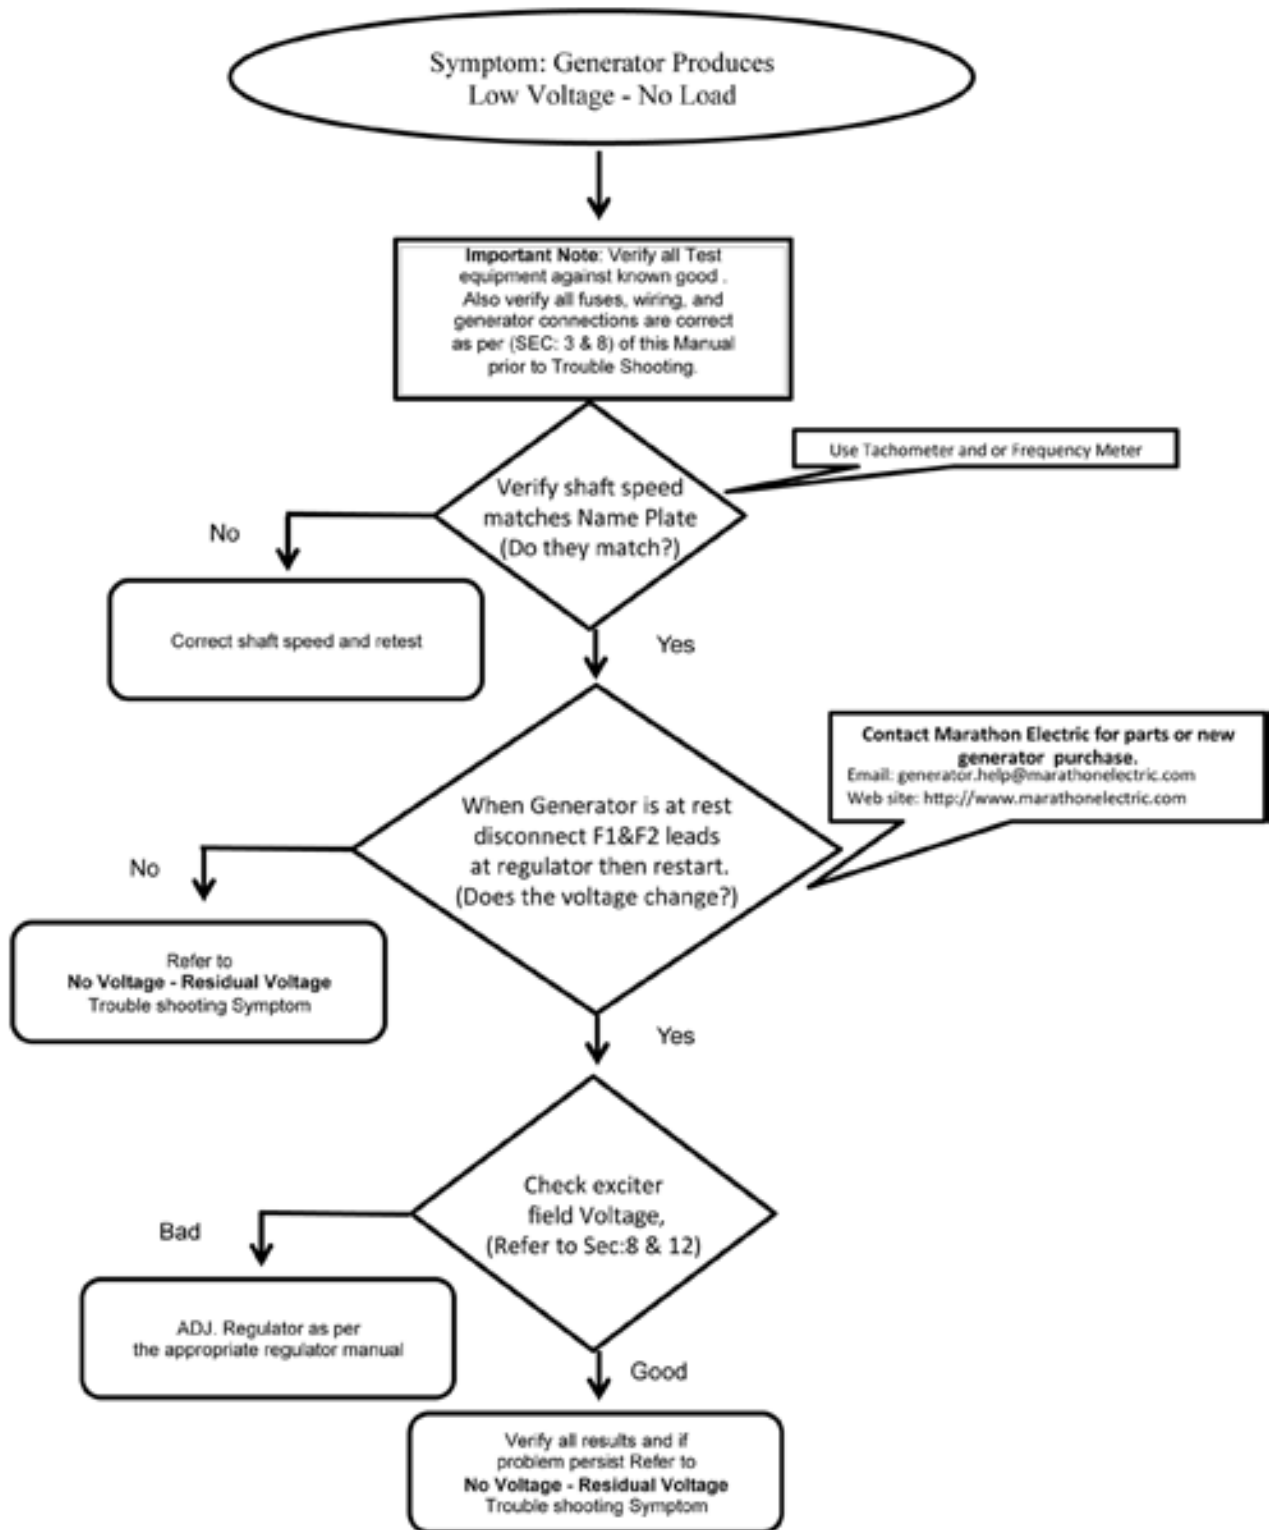 Symptom: Generator Produces
Low Voltage - No Load
Important Note: Verify all Test
equipment against known good .
Also verify all fuses, wiring, and
generator connections are correct
as per (SEC: 3 & 8) of this Manual
prior to Trouble Shooting.
Use Tachometer and or Frequency Meter
Verify shaft speed
matches Name Plate
(Do they match?)
No
Correct shaft speed and retest
Yes
Contact Marathon Electric for parts or new
generator purchase.
Email: generator.help@marathonelectric.com
Web site: http://www.marathonelectric.com
When Generator is at rest
disconnect F1&F2 leads
at regulator then restart.
(Does the voltage change?)
No
Refer to
No Voltage - Residual Voltage
Trouble shooting Symptom
Yes
Check exciter
field Voltage,
(Refer to Sec:8 & 12)
Bad
ADJ. Regulator as per
the appropriate regulator manual
Good
Verify all results and if
problem persist Refer to
No Voltage - Residual Voltage
Trouble shooting Symptom